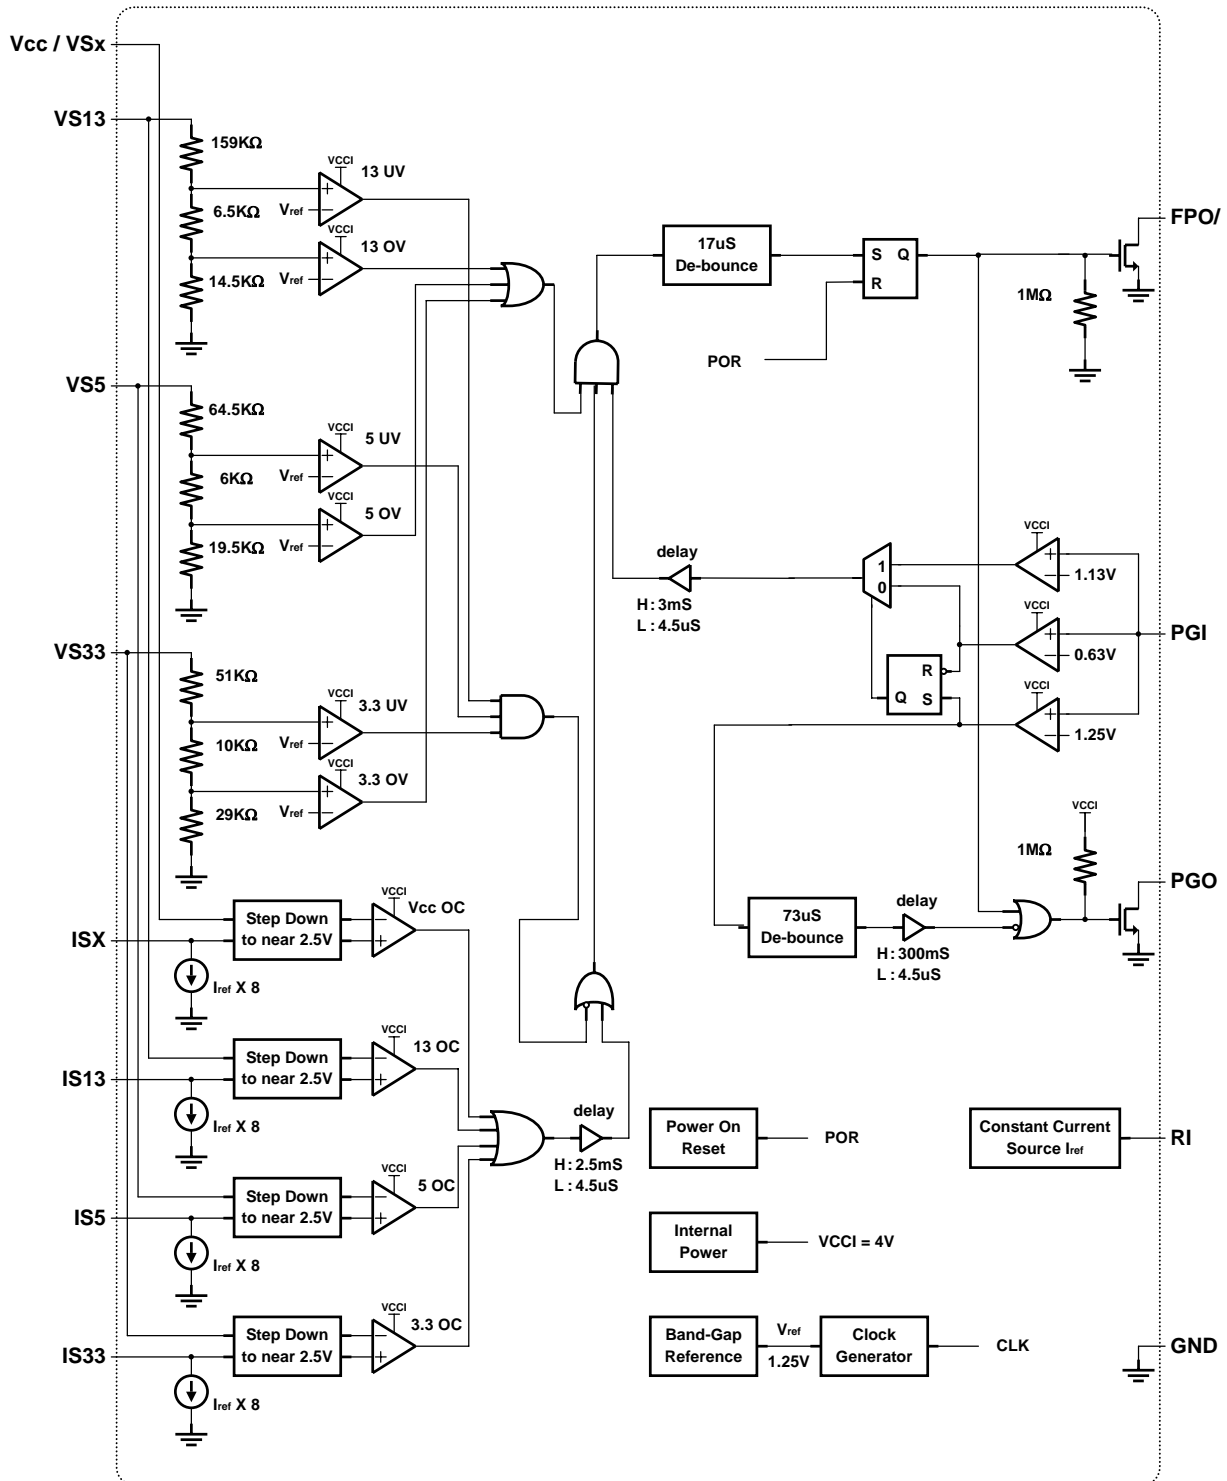 Vcc / VSx
VS13
159KΩ
VCCI
13 UV
+
Vref
−
6.5KΩ
VCCI
13 OV
+
Vref
−
14.5KΩ
17uS
De-bounce
S Q
R
FPO/
1MΩ
POR
VS5
64.5KΩ
VCCI
5 UV
+
Vref
−
6KΩ
VCCI
5 OV
+
Vref
−
19.5KΩ
delay
H : 3mS
L : 4.5uS
1
0
VCCI
+
−
1.13V
VCCI
+
−
0.63V
PGI
R
Q S
VCCI
+
−
1.25V
VS33
51KΩ
VCCI
3.3 UV
+
Vref
−
10KΩ
VCCI
3.3 OV
+
Vref
−
29KΩ
VCCI
1MΩ
PGO
73uS
De-bounce
delay
H : 300mS
L : 4.5uS
ISX
Step Down
to near 2.5V
VCCI
Vcc OC
−
+
Iref X 8
IS13
Step Down
to near 2.5V
VCCI
13 OC
−
+
Iref X 8
delay
H : 2.5mS
L : 4.5uS
Power On
Reset
POR
Constant Current
Source Iref
RI
IS5
Step Down
to near 2.5V
VCCI
5 OC
−
+
Iref X 8
Internal
Power
VCCI = 4V
IS33
Step Down
to near 2.5V
VCCI
3.3 OC
−
+
Iref X 8
Band-Gap
Reference
Vref
1.25V
Clock
Generator
CLK
GND